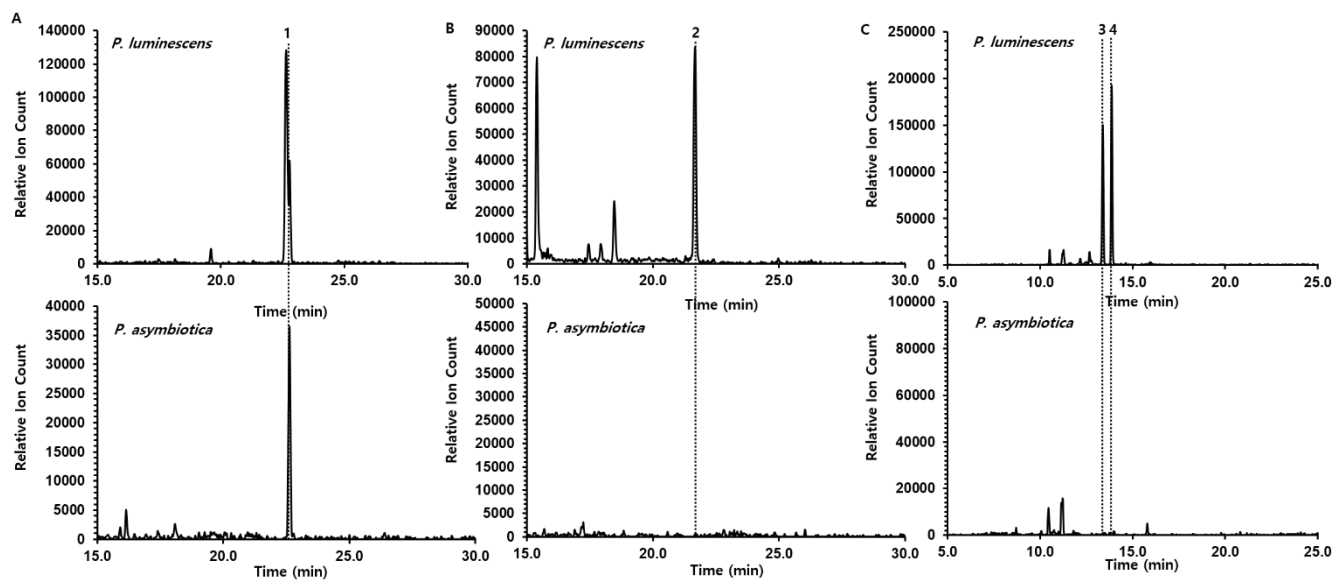 A
P. luminescens
1
Relative Ion Count
140000
120000
100000
80000
60000
40000
20000
0
15.0 20.0 25.0 30.0
Time (min)
P. asymbiotica
Relative Ion Count
40000
35000
30000
25000
20000
15000
10000
5000
0
15.0 20.0 25.0 30.0
Time (min)
B
P. luminescens
2
Relative Ion Count
90000
80000
70000
60000
50000
40000
30000
20000
10000
0
15.0 20.0 25.0 30.0
Time (min)
P. asymbiotica
Relative Ion Count
50000
45000
40000
35000
30000
25000
20000
15000
10000
5000
0
15.0 20.0 25.0 30.0
Time (min)
C
P. luminescens
3 4
Relative Ion Count
250000
200000
150000
100000
50000
0
5.0 10.0 15.0 20.0 25.0
Time (min)
P. asymbiotica
Relative Ion Count
100000
80000
60000
40000
20000
0
5.0 10.0 15.0 20.0 25.0
Time (min)